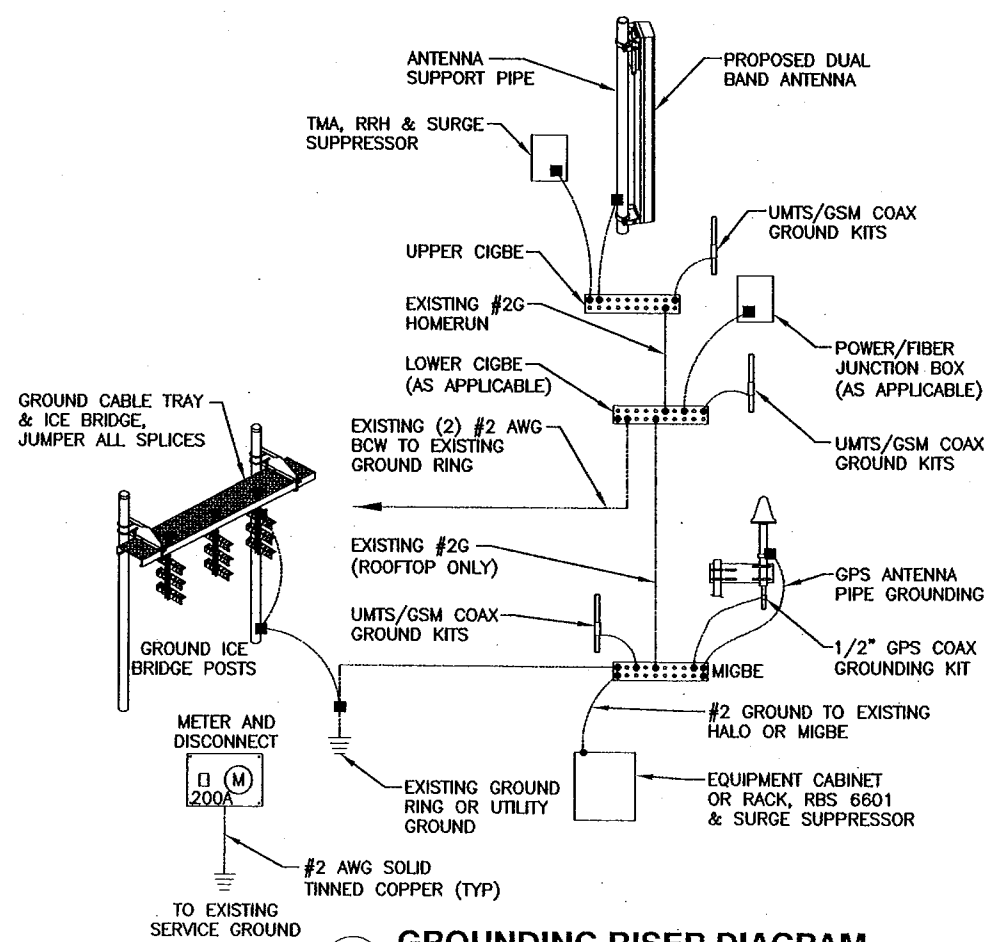 ANTENNA
SUPPORT PIPE
PROPOSED DUAL
BAND ANTENNA
TMA, RRH & SURGE
SUPPRESSOR
UMTS/GSM COAX
GROUND KITS
UPPER CIGBE
EXISTING #2G
HOMERUN
LOWER CIGBE
(AS APPLICABLE)
POWER/FIBER
JUNCTION BOX
(AS APPLICABLE)
GROUND CABLE TRAY
& ICE BRIDGE,
JUMPER ALL SPLICES
EXISTING (2) #2 AWG
BCW TO EXISTING
GROUND RING
UMTS/GSM COAX
GROUND KITS
EXISTING #2G
(ROOFTOP ONLY)
GPS ANTENNA
PIPE GROUNDING
UMTS/GSM COAX
GROUND KITS
1/2" GPS COAX
GROUNDING KIT
GROUND ICE
BRIDGE POSTS
MIGBE
#2 GROUND TO EXISTING
HALO OR MIGBE
METER AND
DISCONNECT
M
200A
EXISTING GROUND
RING OR UTILITY
GROUND
EQUIPMENT CABINET
OR RACK, RBS 6601
& SURGE SUPPRESSOR
#2 AWG SOLID
TINNED COPPER (TYP)
TO EXISTING
SERVICE GROUND
GROUNDING RISER DIAGRAM